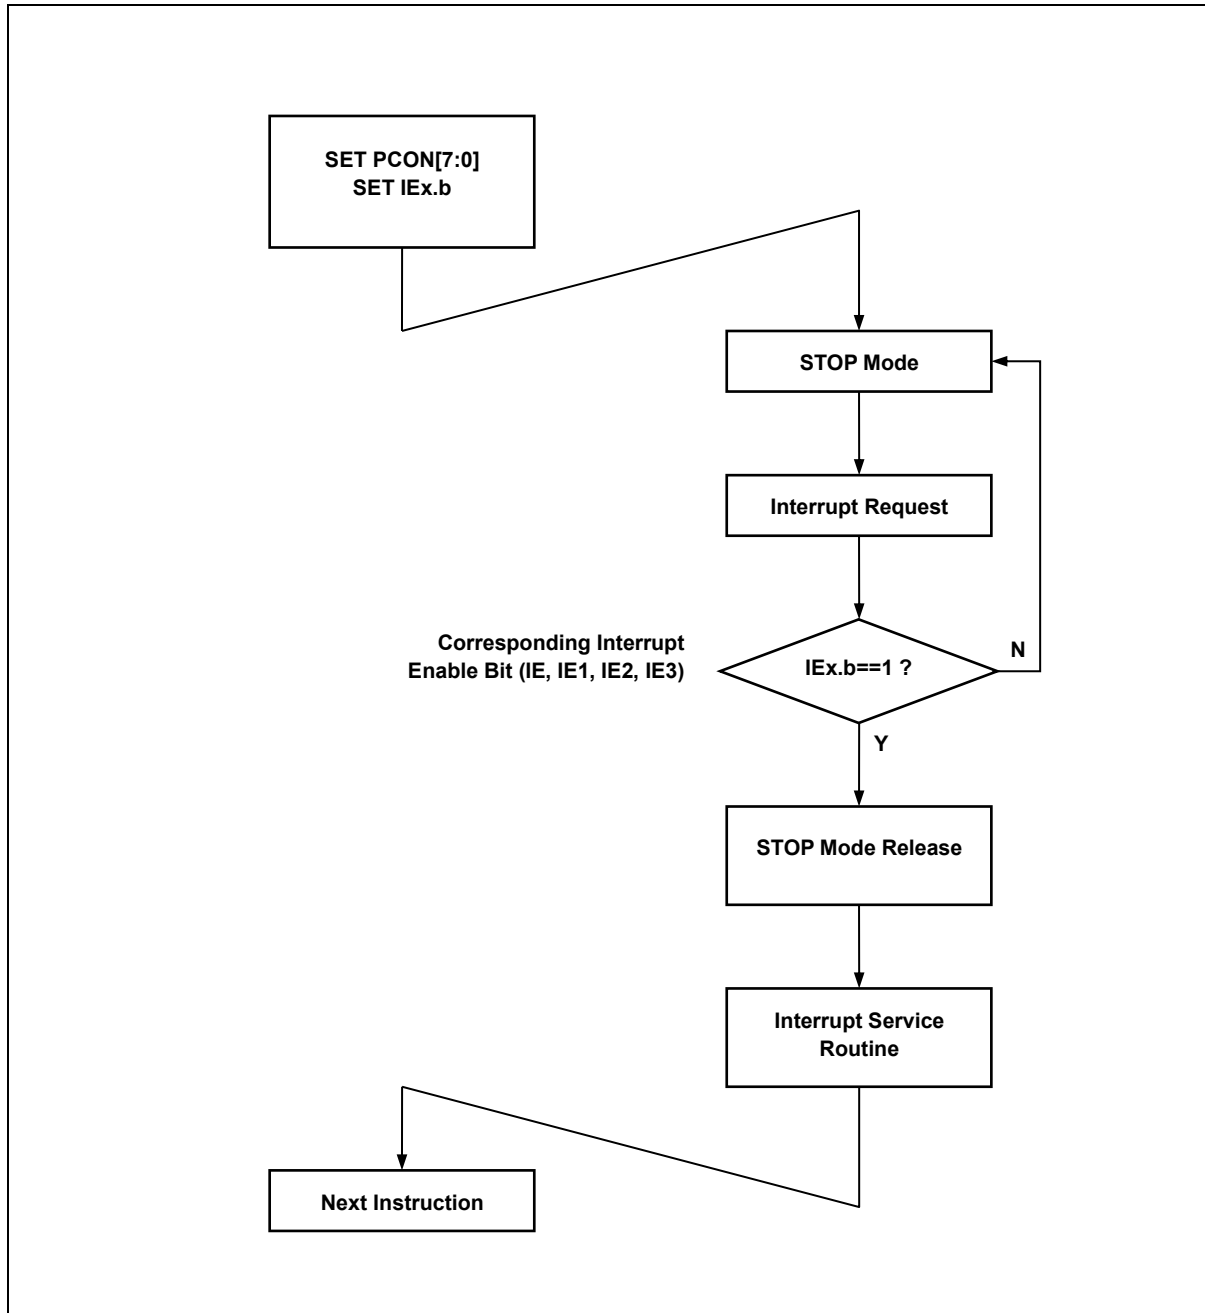 SET PCON[7:0]
SET IEx.b
STOP Mode
Interrupt Request
Corresponding Interrupt
Enable Bit (IE, IE1, IE2, IE3)
IEx.b==1 ?
N
Y
STOP Mode Release
Interrupt Service
Routine
Next Instruction